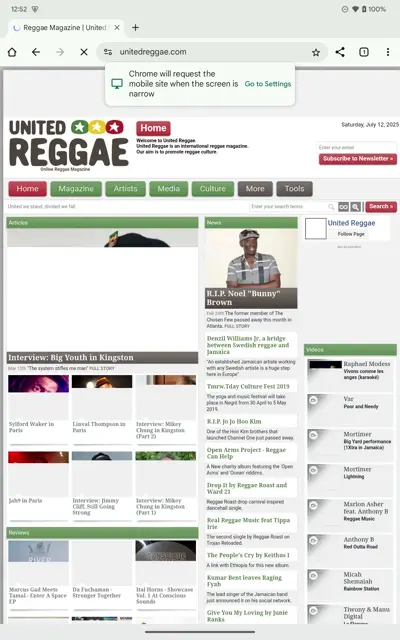 12:52
100%
Reggae Magazine | United
unitedreggae.com
1
Chrome will request the
mobile site when the screen is
narrow
Go to Settings
UNITED
REGGAE
Online Reggae Magazine
Home
Welcome to United Reggae.
United Reggae is an international reggae magazine.
Our aim is to promote reggae culture.
Saturday, July 12, 2025
Enter your email
Subscribe to Newsletter »
Home
Magazine
Artists
Media
Culture
More
Tools
United we stand, divided we fall
Enter your search terms
Search »
Articles
Interview: Big Youth in Kingston
Mar 13th "The system stifles me man" FULL STORY
Sylford Walker in
Paris
Linval Thompson in
Paris
Interview: Mikey
Chung in Kingston
(Part 2)
Jah9 in Paris
Interview: Jimmy
Cliff, Still Going
Strong
Interview: Mikey
Chung in Kingston
(Part 1)
Reviews
RIVER
CONSCIOUS
Marcus Gad Meets
Tamal - Enter A Space
EP
Da Fuchaman -
Stronger Together
Ital Horns - Showcase
Vol. 1 At Conscious
Sounds
News
R.I.P. Noel "Bunny"
Brown
The former member of The
Chosen Few passed away this month in
Atlanta. FULL STORY
Denzil Williams Jr, a bridge
between Swedish reggae and
Jamaica
"An established Jamaican artiste working
with any Swedish artiste is a huge step
here in Europe"
Tmrw.Tday Culture Fest 2019
The yoga and music festival will take
place in Negril from 30 April to 5 May
2019.
R.I.P. Jo Jo Hoo Kim
One of the Hoo Kim brothers that
launched Channel One just passed away.
Open Arms Project - Reggae
Can Help
A New charity album featuring the 'Open
Arms' and 'Ocean' riddims.
Drop It by Reggae Roast and
Ward 21
Reggae Roast drop carnival inspired
dancehall single.
Real Reggae Music feat Tippa
Irie
The second single by Reggae Roast on
Trojan Reloaded.
The People's Cry by Keithus I
A link with Ethiopia for this new album.
Kumar Bent leaves Raging
Fyah
The lead singer of the Jamaican band
just announced it on his social network.
Give You My Loving by Janie
Ranks
United Reggae
Follow Page
Videos
Raphael Modess
Vivons comme les
anges (karaoké)
Var
Poor and Needy
Mortimer
Big Yard performance
(1Xtra in Jamaica)
Mortimer
Lightning
Marion Asher
feat. Anthony B
Reggae Music
Anthony B
Red Outta Road
Micah
Shemaiah
Rainbow Station
Tiwony & Manu
Digital